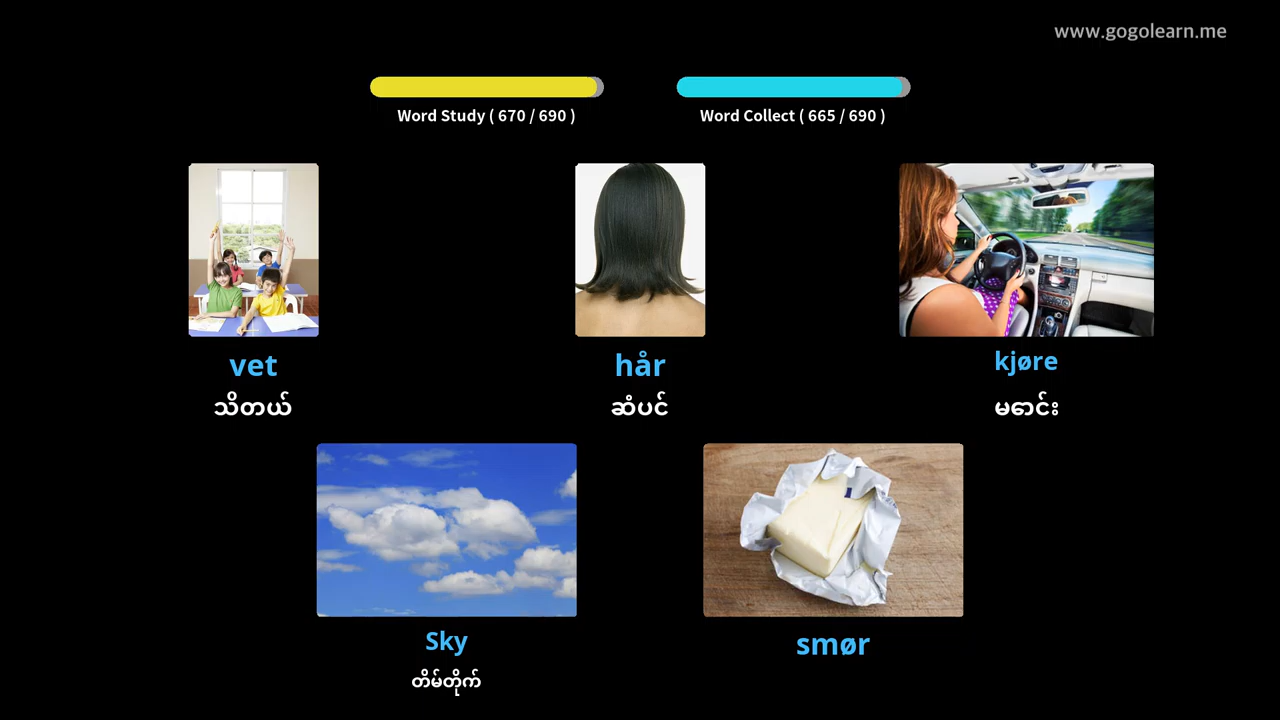 www.gogolearn.me
Word Study ( 670 / 690 )
Word Collect ( 665 / 690 )
vet
သိတယ်
hår
ဆံပင်
kjøre
မောင်း
Sky
တိမ်တိုက်
smør